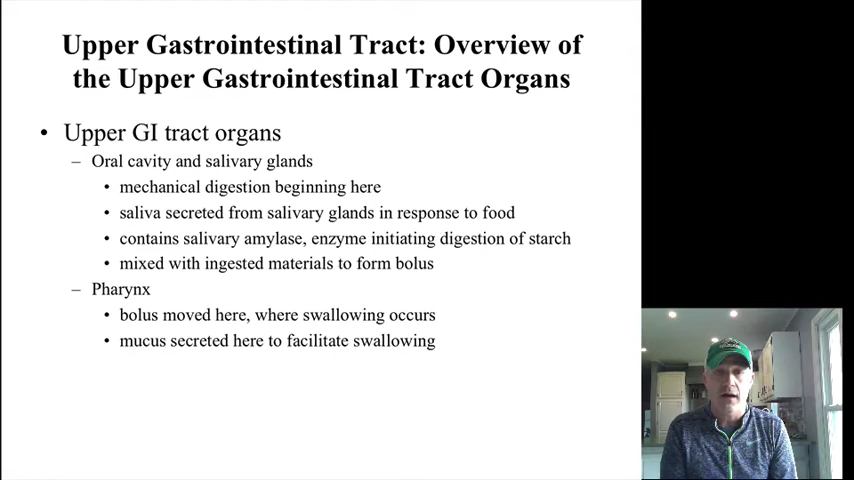 Upper Gastrointestinal Tract: Overview of
the Upper Gastrointestinal Tract Organs
• Upper GI tract organs
– Oral cavity and salivary glands
• mechanical digestion beginning here
• saliva secreted from salivary glands in response to food
• contains salivary amylase, enzyme initiating digestion of starch
• mixed with ingested materials to form bolus
– Pharynx
• bolus moved here, where swallowing occurs
• mucus secreted here to facilitate swallowing